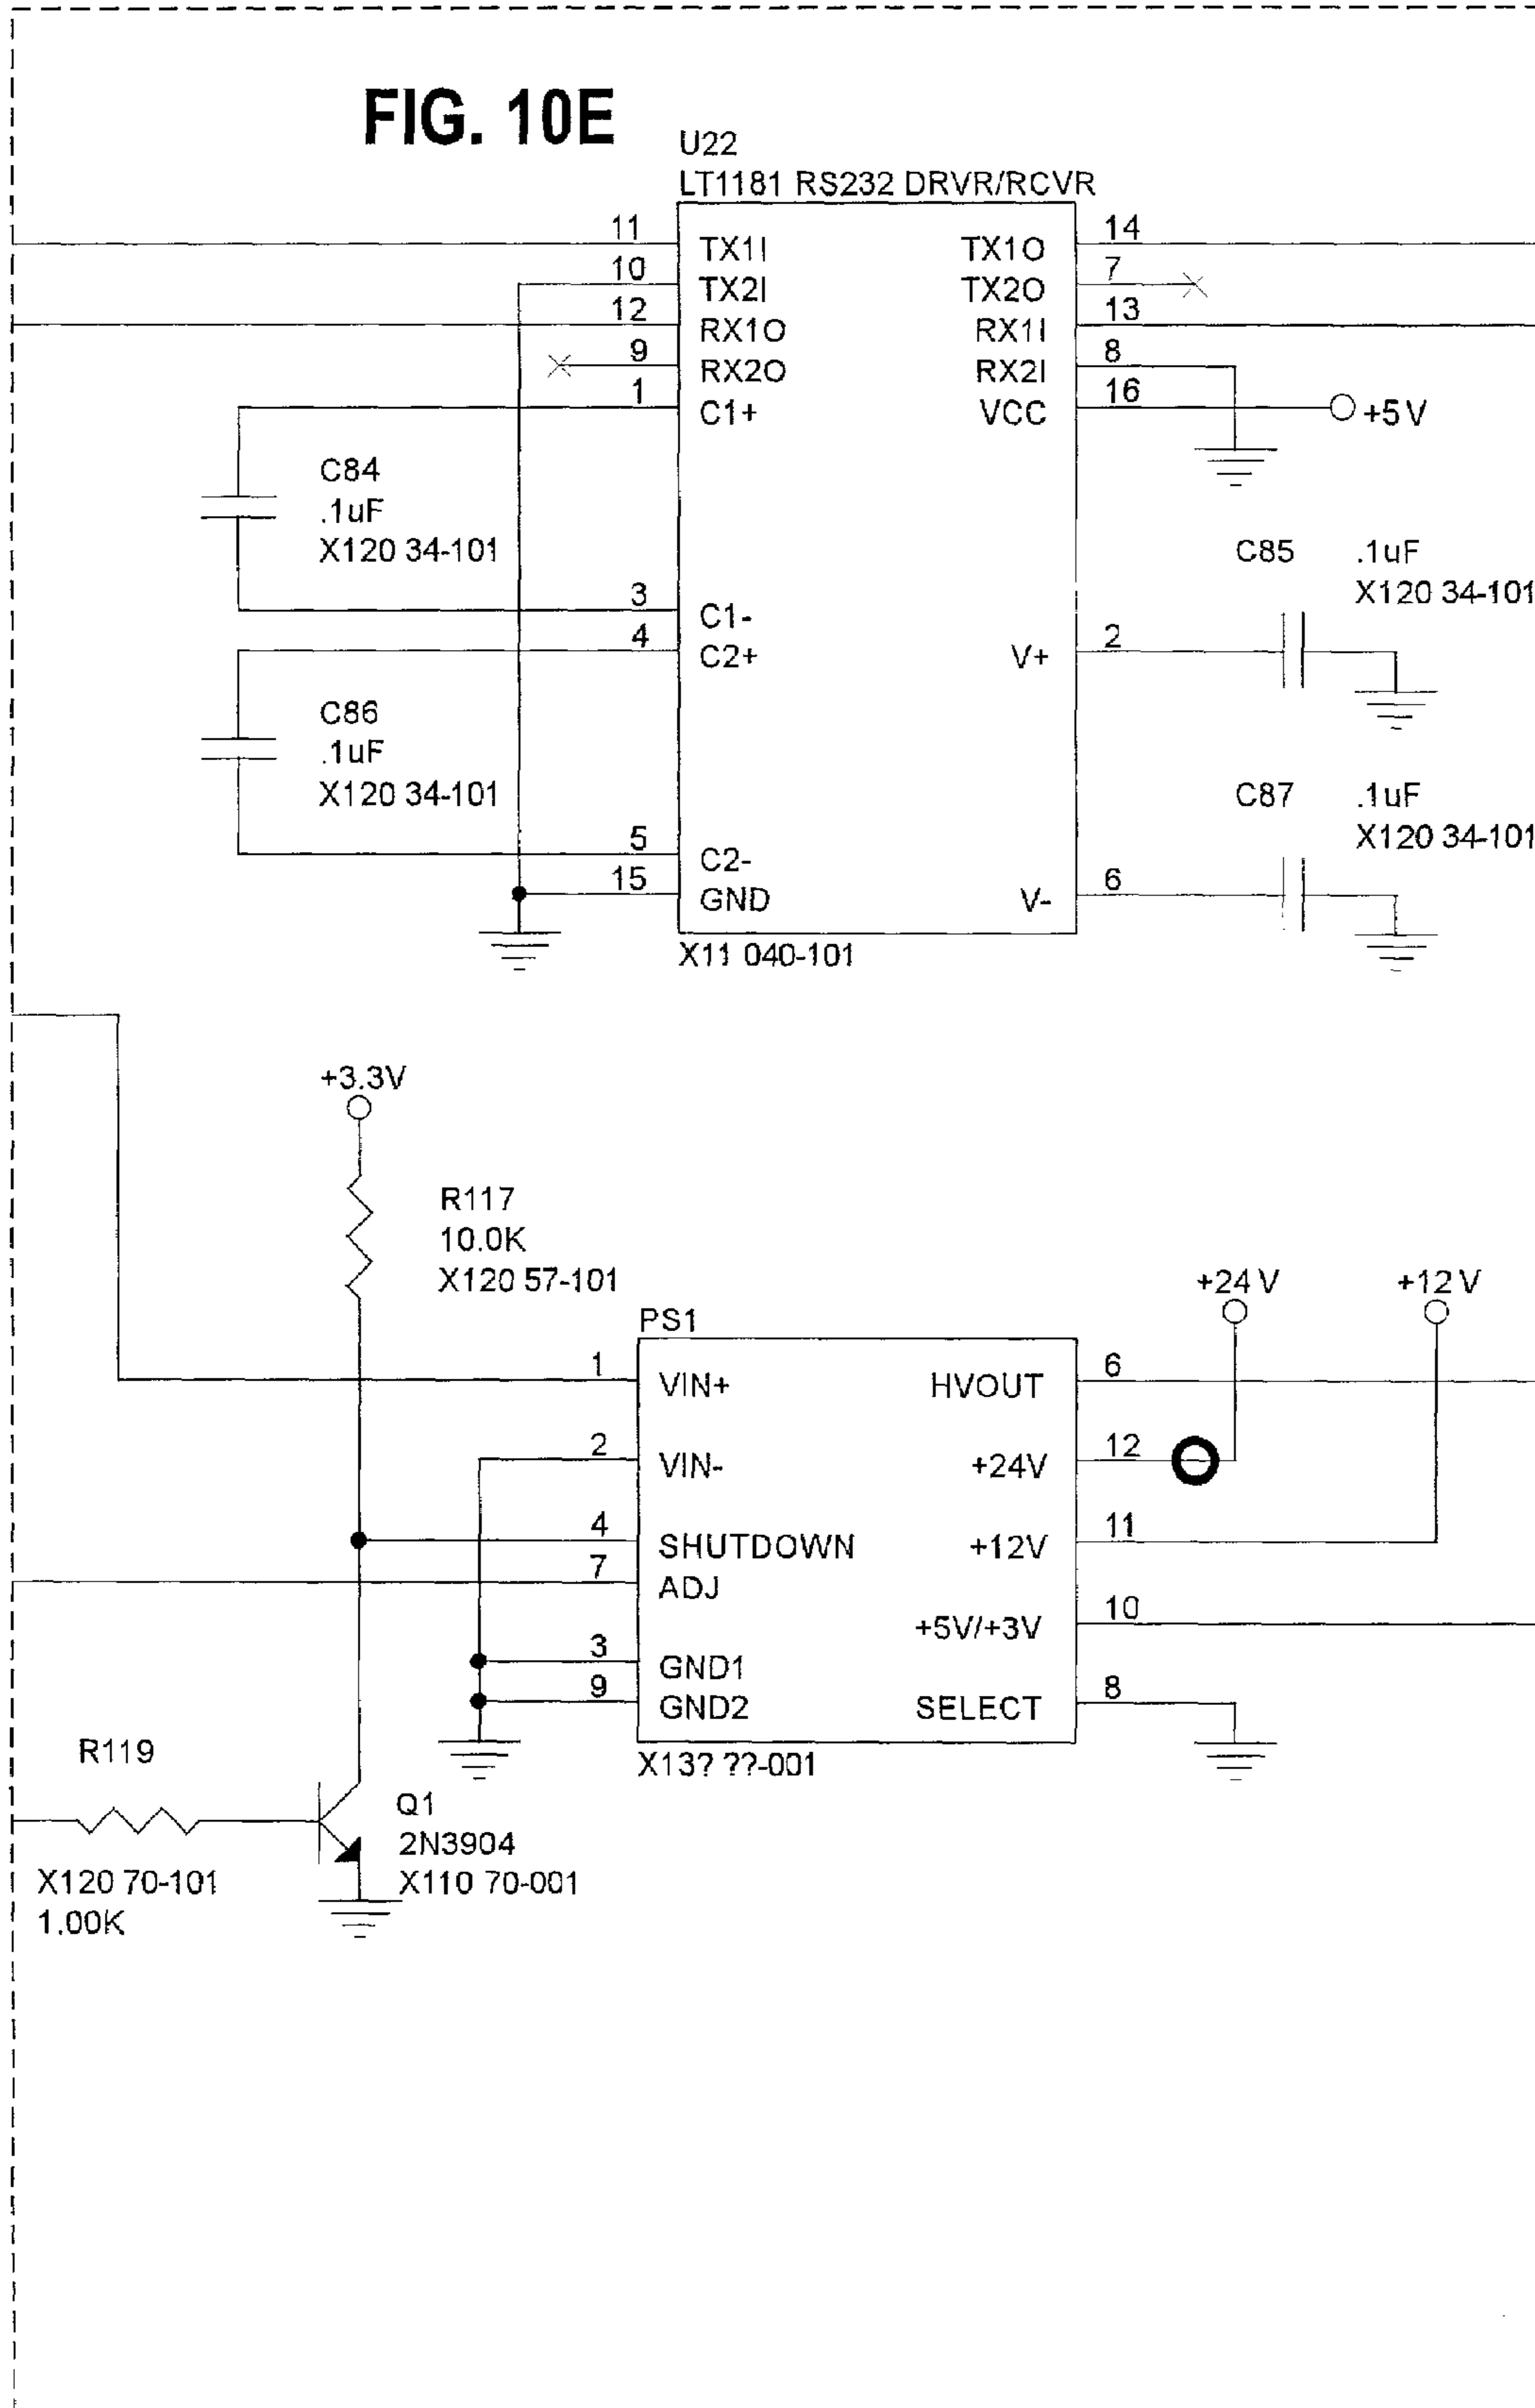 FIG. 10E
U22
LT1181 RS232 DRVR/RCVR
11 TX1I TX1O 14
10 TX2I TX2O 7
12 RX1O RX1I 13
9 RX2O RX2I 8
1 C1+ VCC 16 +5V
C84
.1uF
X120 34-101
C85 .1uF
X120 34-101
3 C1-
4 C2+ V+ 2
C86
.1uF
X120 34-101
C87 .1uF
X120 34-101
5 C2-
15 GND V- 6
X11 040-101
+3.3V
R117
10.0K
X120 57-101
+24V +12V
PS1
1 VIN+ HVOUT 6
2 VIN- +24V 12
4 SHUTDOWN +12V 11
7 ADJ
+5V/+3V 10
3 GND1
9 GND2 SELECT 8
X13? ??-001
R119
X120 70-101
1.00K
Q1
2N3904
X110 70-001